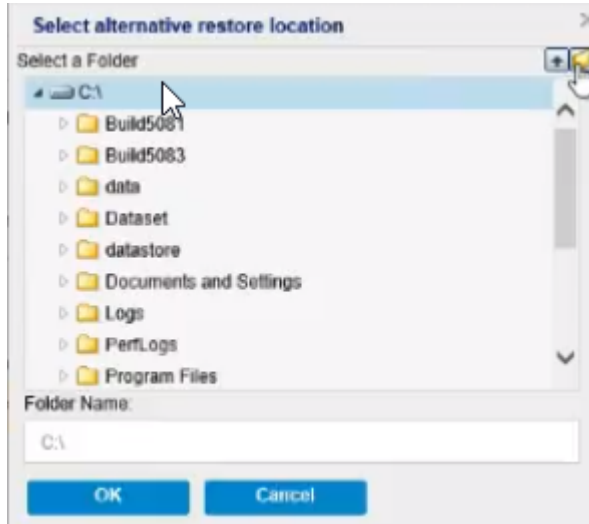 Select alternative restore location
Select a Folder
C:\
Build5081
Build5083
data
Dataset
datastore
Documents and Settings
Logs
PerfLogs
Program Files
Folder Name:
C:\
OK Cancel